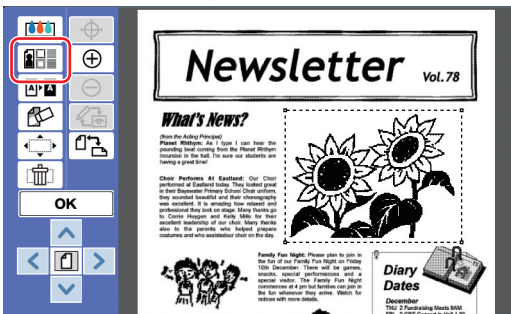 OK
Newsletter Vol. 78
What's News?
(from the Acting Principal)
Planet Rhthym: As I type I can hear the
pounding beat coming from the Planet Rhthym
incursion in the hall. I'm sure our students are
having a great time!
Choir Performs At Eastland: Our Choir
performed at Eastland today. They looked great
in their Bayswater Primary School Choir uniform,
they sounded beautiful and their choreography
was excellent. It is amazing how relaxed and
professional they look on stage. Many thanks go
to Corrie Huygen and Kelly Mills for their
excellent leadership of our choir. Many thanks
also to the parents who helped prepare
costumes and who assistedour choir on the day.
Family Fun Night: Please plan to join in
the fun of our Family Fun Night on Friday
10th December. There will be games,
snacks, special performances and a
special visitor. The Family Fun Night
commences at 4 pm but families can join in
the fun whenever they arrive. Watch for
notices with more details.
Diary
Dates
December
THU 2 Fundraising Meets 9AM